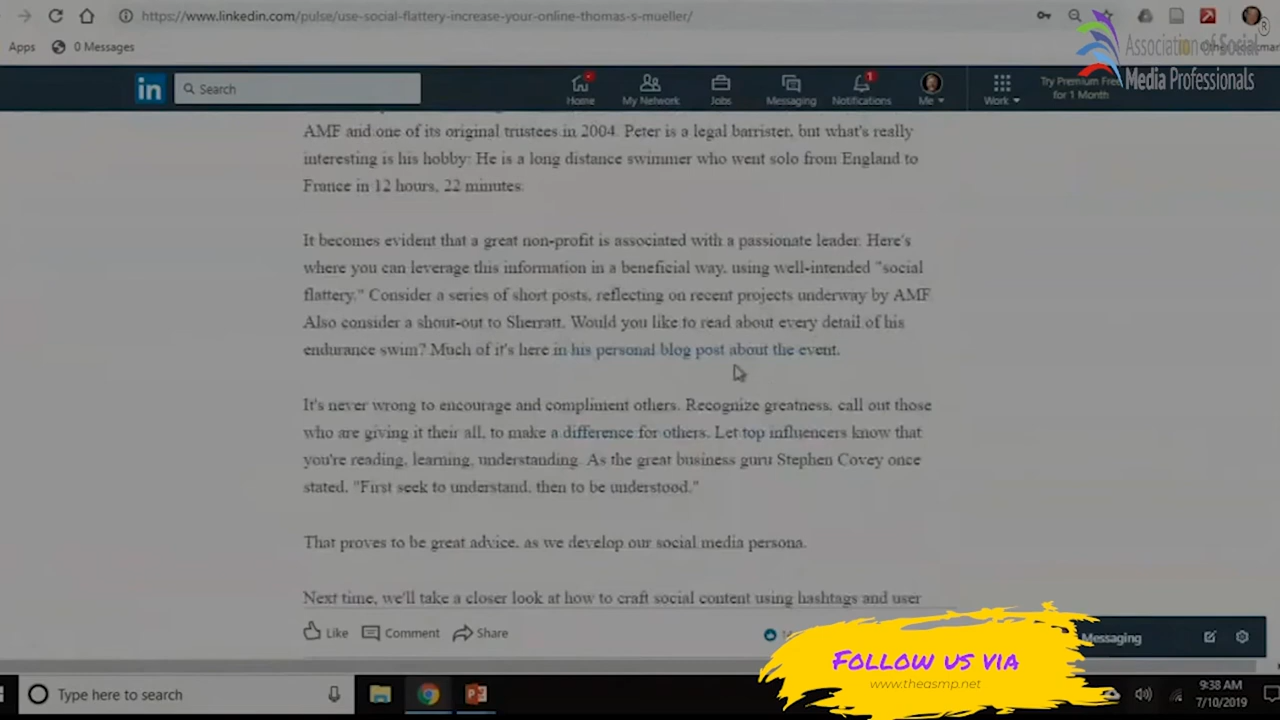 https://www.linkedin.com/pulse/use-social-flattery-increase-your-online-thomas-s-mueller/
Association of Social
®
Media Professionals
Apps
0 Messages
in
Search
Home
My Network
Jobs
Messaging
1
Notifications
Me
Work
Try Premium Free
for 1 Month
AMF and one of its original trustees in 2004. Peter is a legal barrister, but what's really
interesting is his hobby: He is a long distance swimmer who went solo from England to
France in 12 hours, 22 minutes.
It becomes evident that a great non-profit is associated with a passionate leader. Here's
where you can leverage this information in a beneficial way, using well-intended "social
flattery." Consider a series of short posts, reflecting on recent projects underway by AMF.
Also consider a shout-out to Sherratt. Would you like to read about every detail of his
endurance swim? Much of it's here in his personal blog post about the event.
It's never wrong to encourage and compliment others. Recognize greatness, call out those
who are giving it their all, to make a difference for others. Let top influencers know that
you're reading, learning, understanding. As the great business guru Stephen Covey once
stated, "First seek to understand, then to be understood."
That proves to be great advice, as we develop our social media persona.
Next time, we'll take a closer look at how to craft social content using hashtags and user
Like
Comment
Share
Messaging
Follow us via
www.theasmp.net
Type here to search
9:38 AM
7/10/2019